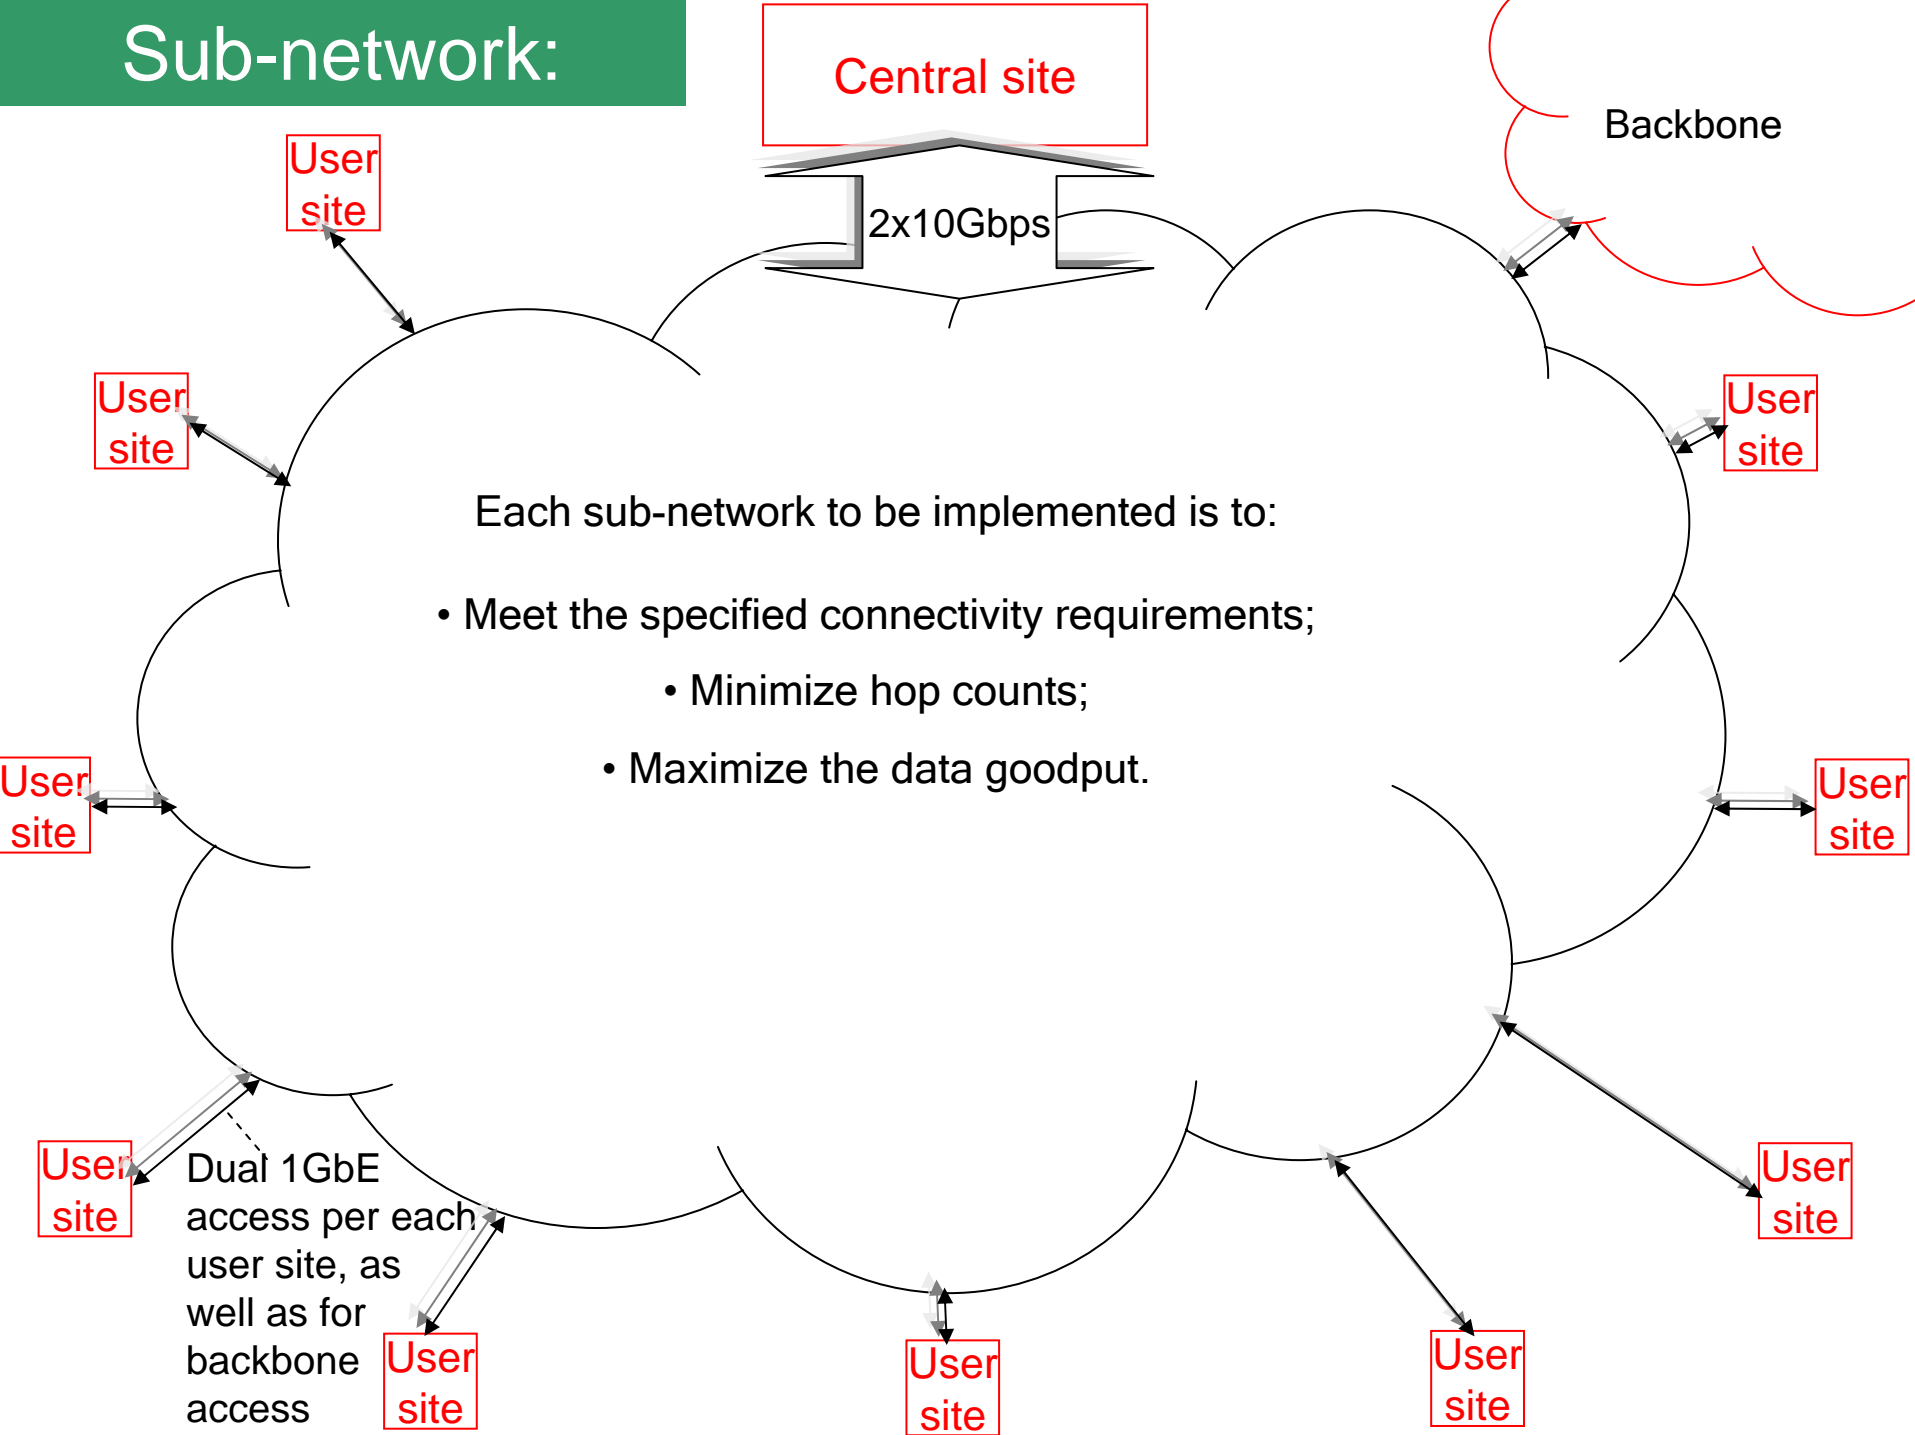 Sub-network:
Central site
Backbone
User
site
2x10Gbps
User
site
User
site
Each sub-network to be implemented is to:
• Meet the specified connectivity requirements;
• Minimize hop counts;
• Maximize the data goodput.
User
site
User
site
User
site
Dual 1GbE
access per each
user site, as
well as for
backbone
access
User
site
User
site
User
site
User
site
User
site